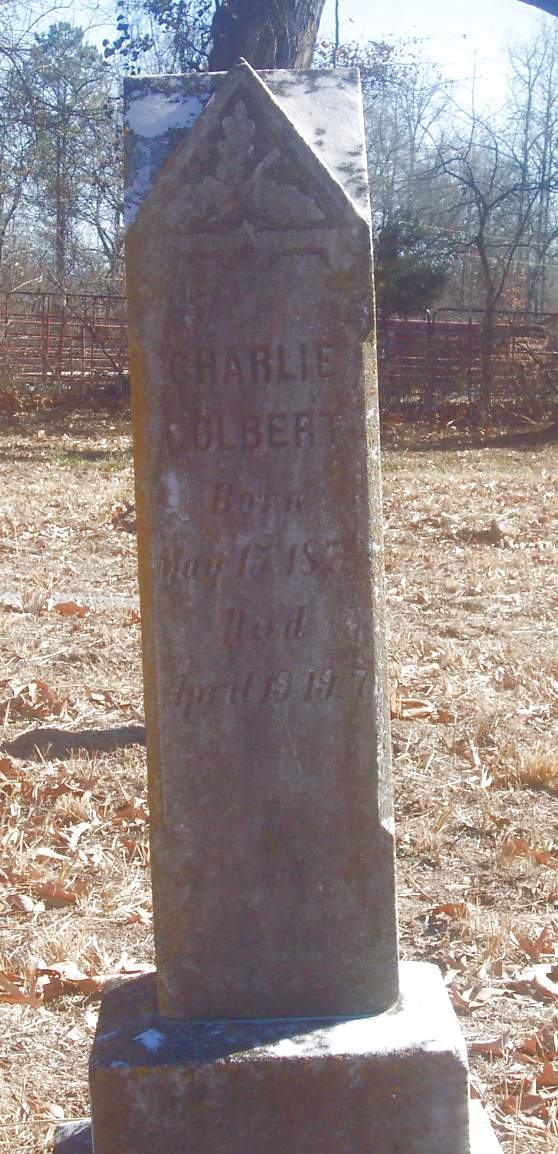 CHARLIE
COLBERT
Born
May 15
Died
April 19